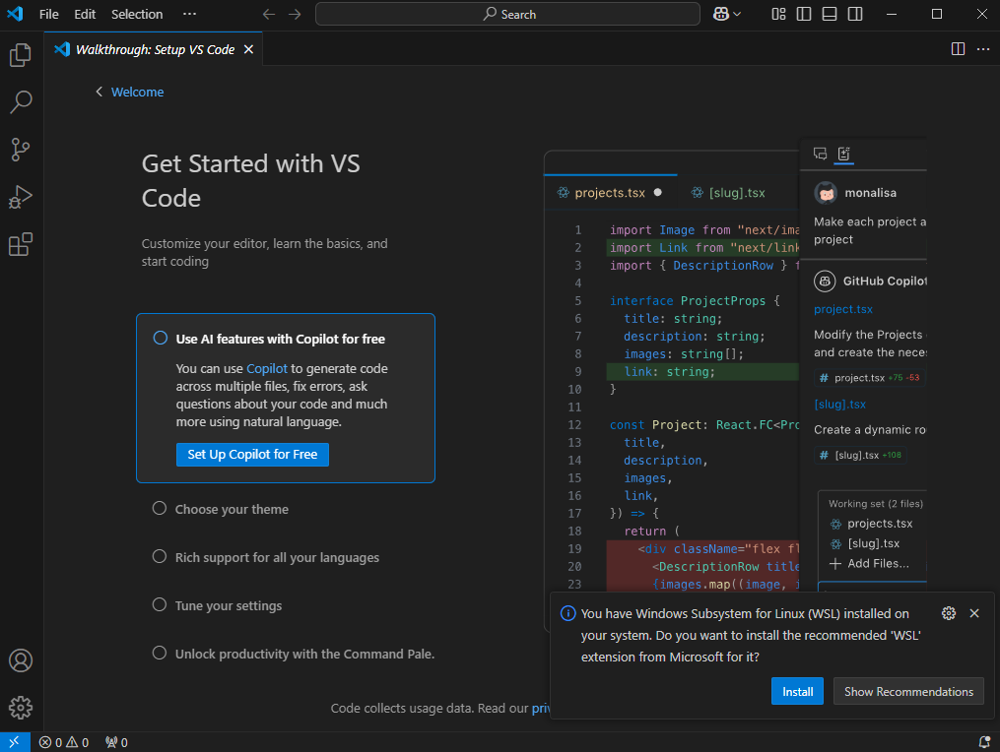 File Edit Selection ··· Search
Walkthrough: Setup VS Code
Welcome
Get Started with VS
Code
Customize your editor, learn the basics, and
start coding
Use AI features with Copilot for free
You can use Copilot to generate code
across multiple files, fix errors, ask
questions about your code and much
more using natural language.
Set Up Copilot for Free
Choose your theme
Rich support for all your languages
Tune your settings
Unlock productivity with the Command Pale.
Code collects usage data. Read our
projects.tsx [slug].tsx
1 import Image from "next/ima
2 import Link from "next/link
3 import { DescriptionRow }
4
5 interface ProjectProps {
6 title: string;
7 description: string;
8 images: string[];
9 link: string;
10 }
11
12 const Project: React.FC<Pro
13 title,
14 description,
15 images,
16 link,
17 }) => {
18 return (
19 <div className="flex fl
20 <DescriptionRow title
23 {images.map((image, i
monalisa
Make each project a
project
GitHub Copilot
project.tsx
Modify the Projects
and create the neces
# project.tsx +75 -53
[slug].tsx
Create a dynamic ro
# [slug].tsx +108
Working set (2 files)
projects.tsx
[slug].tsx
Add Files...
You have Windows Subsystem for Linux (WSL) installed on
your system. Do you want to install the recommended 'WSL'
extension from Microsoft for it?
Install Show Recommendations
0 0 0